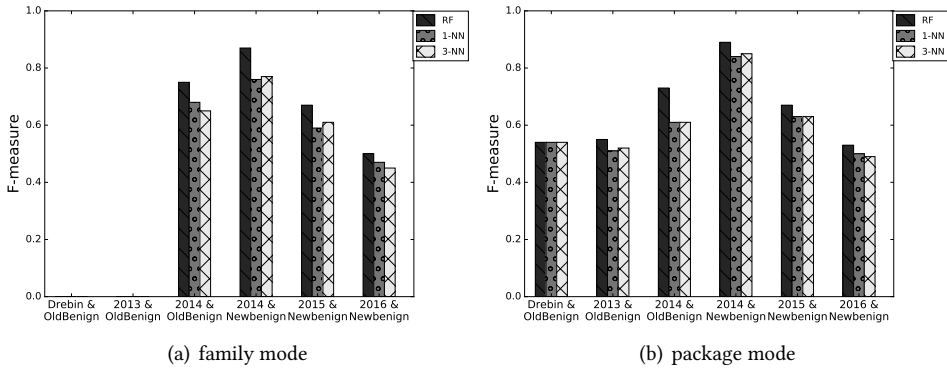 1.0
0.8
0.6
0.4
0.2
0.0
F-measure
RF
1-NN
3-NN
Drebin &
OldBenign
2013 &
OldBenign
2014 &
OldBenign
2014 &
Newbenign
2015 &
Newbenign
2016 &
Newbenign
(a) family mode
1.0
0.8
0.6
0.4
0.2
0.0
F-measure
RF
1-NN
3-NN
Drebin &
OldBenign
2013 &
OldBenign
2014 &
OldBenign
2014 &
Newbenign
2015 &
Newbenign
2016 &
Newbenign
(b) package mode